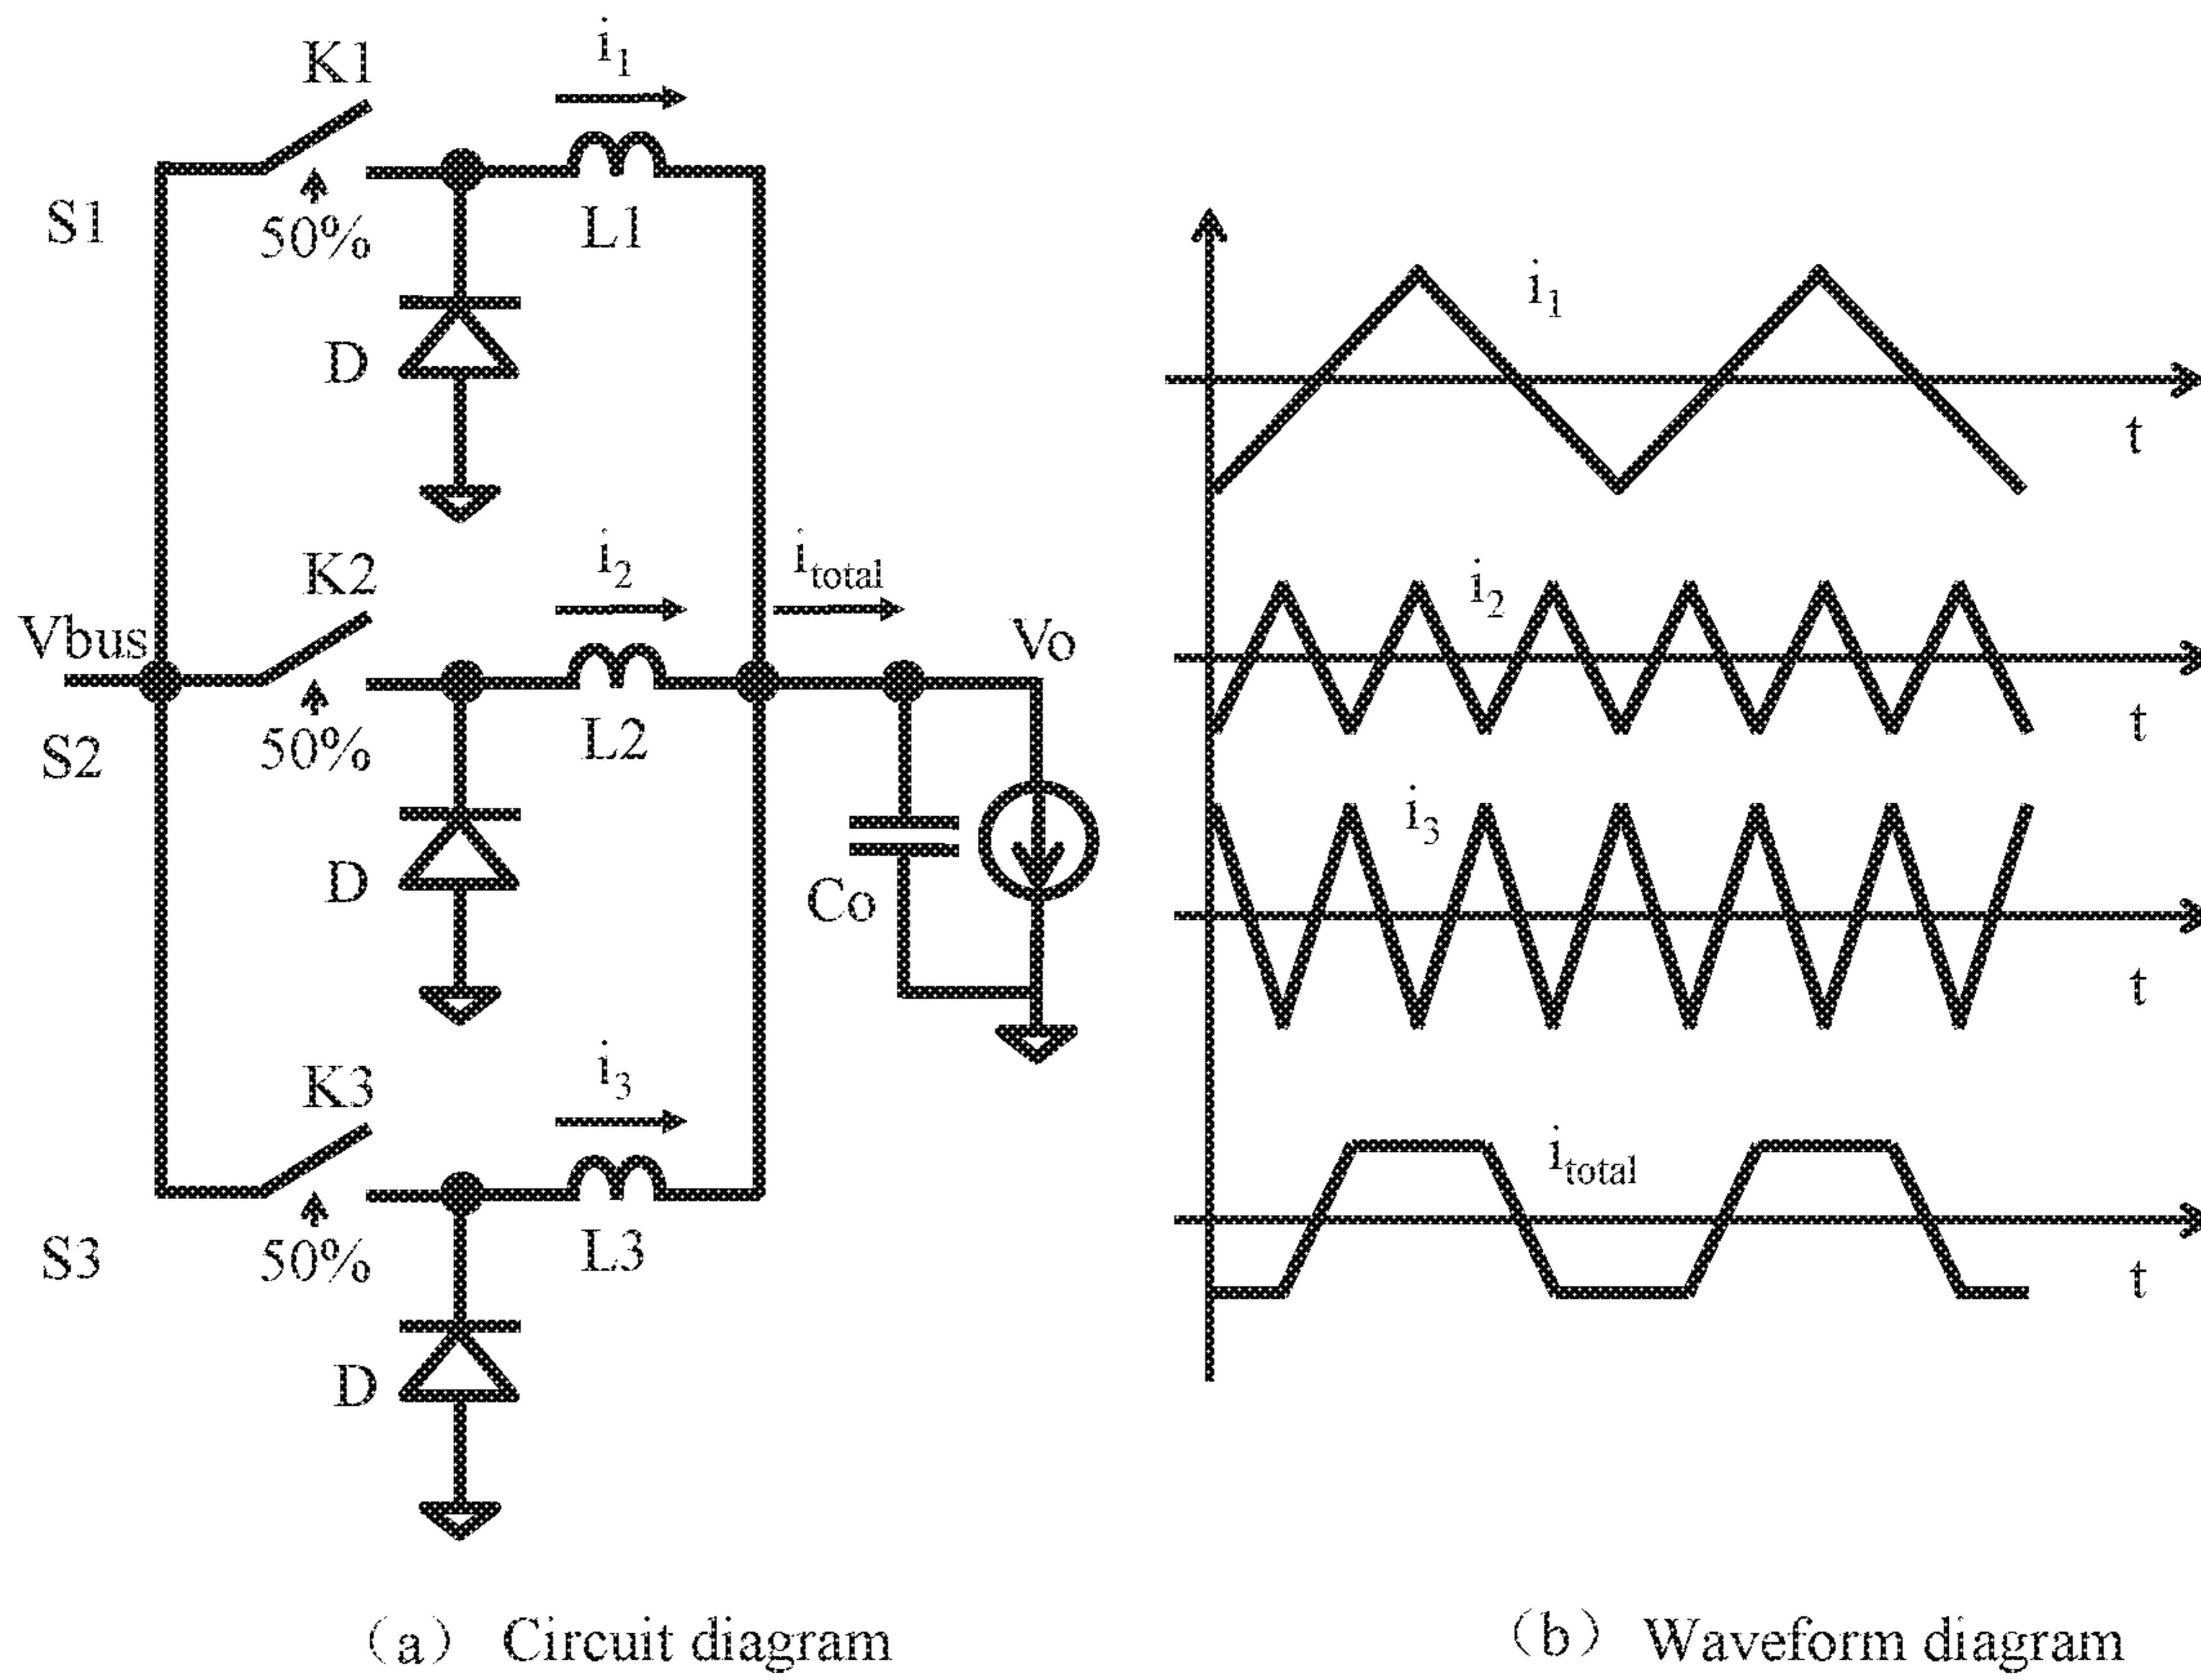 K1
i1
S1
50%
L1
D
K2
i2
itotal
Vbus
Vo
S2
50%
L2
D
Co
K3
i3
S3
50%
L3
D
(a) Circuit diagram
i1
t
i2
t
i3
t
itotal
t
(b) Waveform diagram